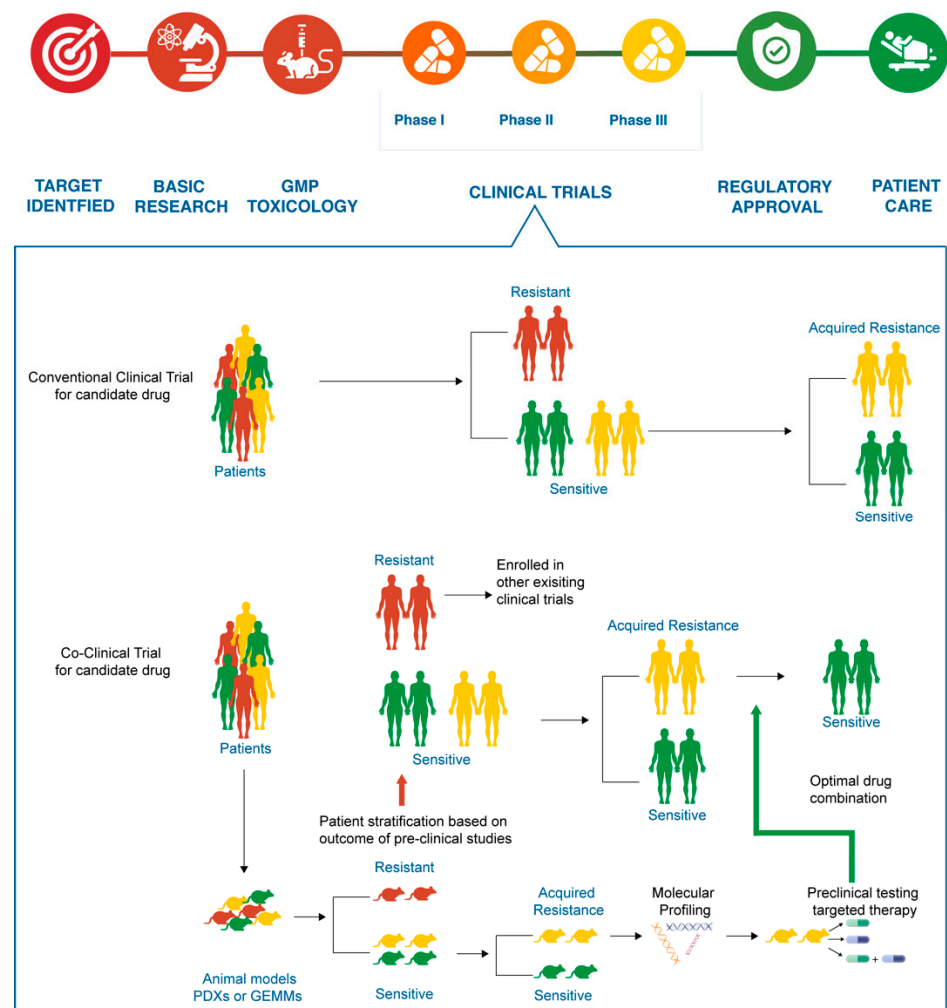 Phase I
Phase II
Phase III
TARGET
IDENTFIED
BASIC
RESEARCH
GMP
TOXICOLOGY
CLINICAL TRIALS
REGULATORY
APPROVAL
PATIENT
CARE
Resistant
Acquired Resistance
Conventional Clinical Trial
for candidate drug
Patients
Sensitive
Sensitive
Resistant
Enrolled in
other exisiting
clinical trials
Acquired Resistance
Co-Clinical Trial
for candidate drug
Patients
Sensitive
Sensitive
Sensitive
Optimal drug
combination
Patient stratification based on
outcome of pre-clinical studies
Resistant
Acquired
Resistance
Molecular
Profiling
Preclinical testing
targeted therapy
+
Animal models
PDXs or GEMMs
Sensitive
Sensitive